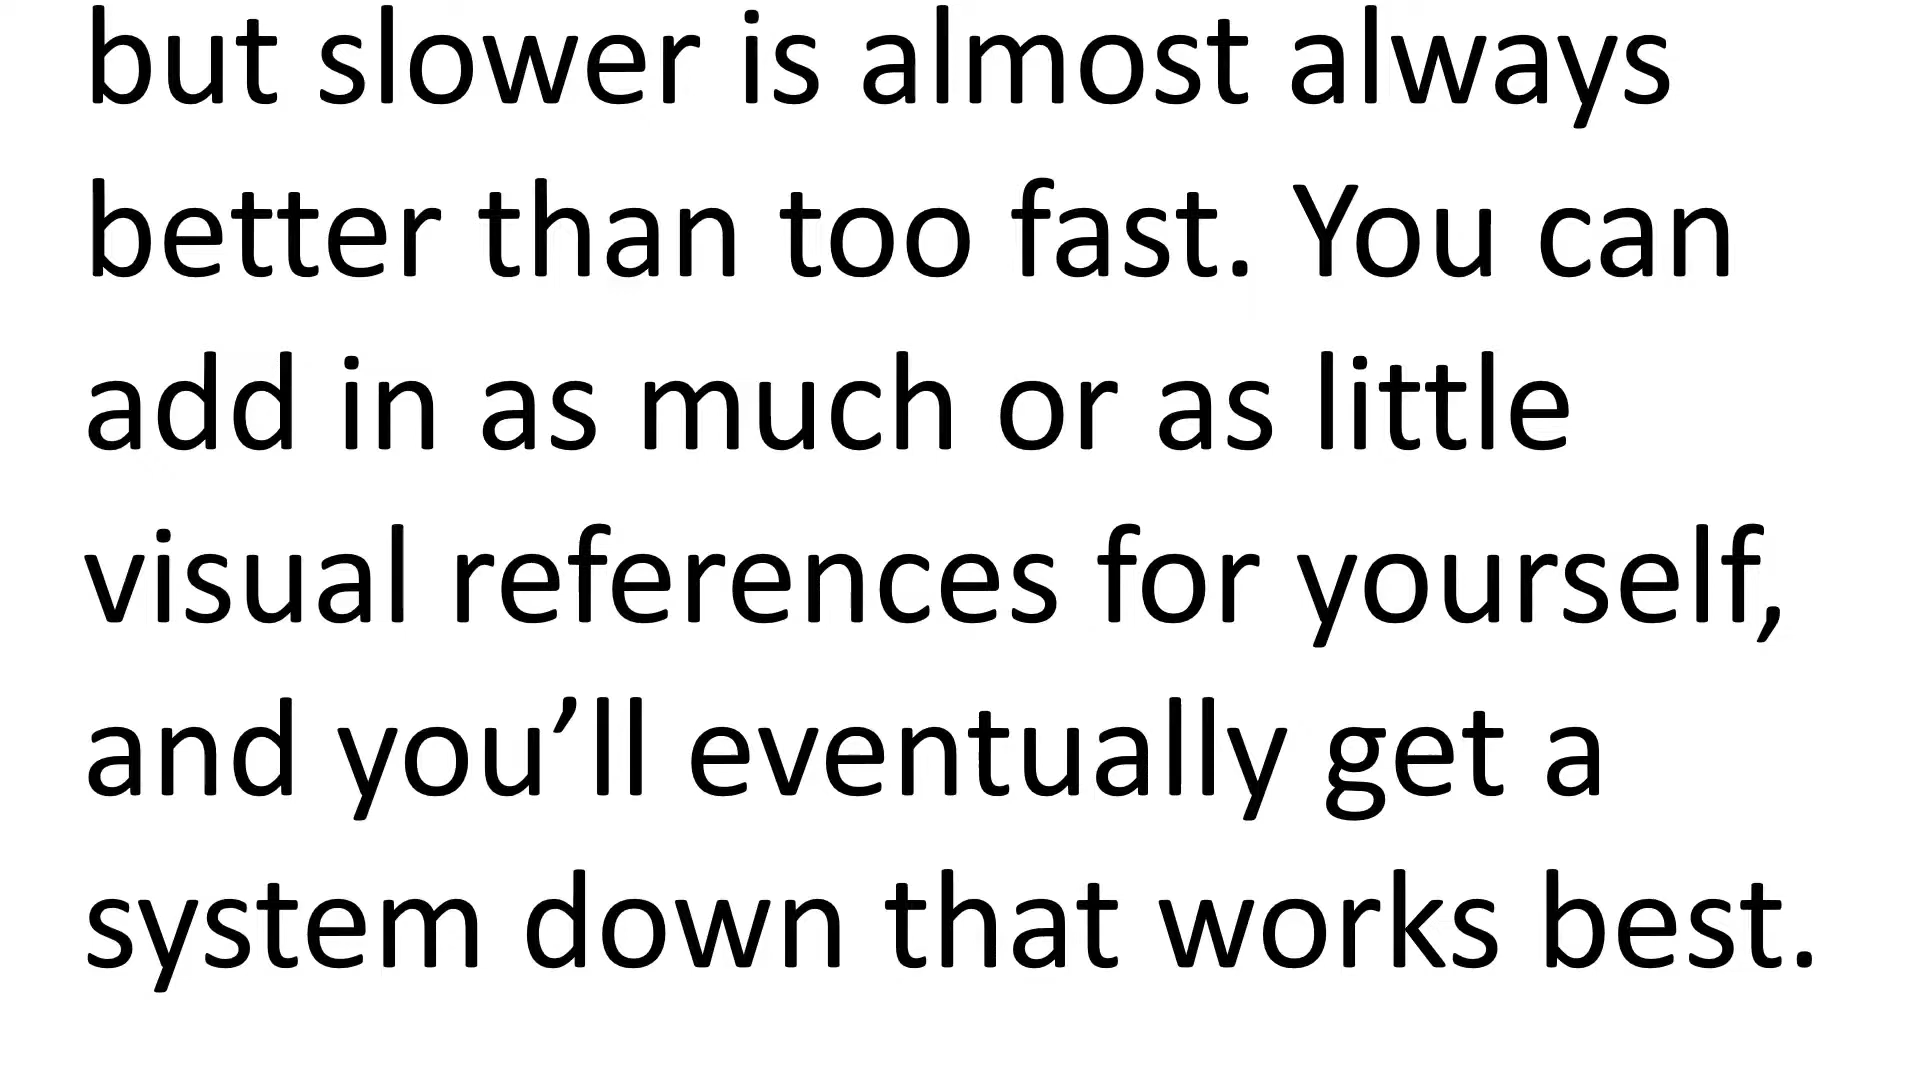 but slower is almost always
better than too fast. You can
add in as much or as little
visual references for yourself,
and you’ll eventually get a
system down that works best.